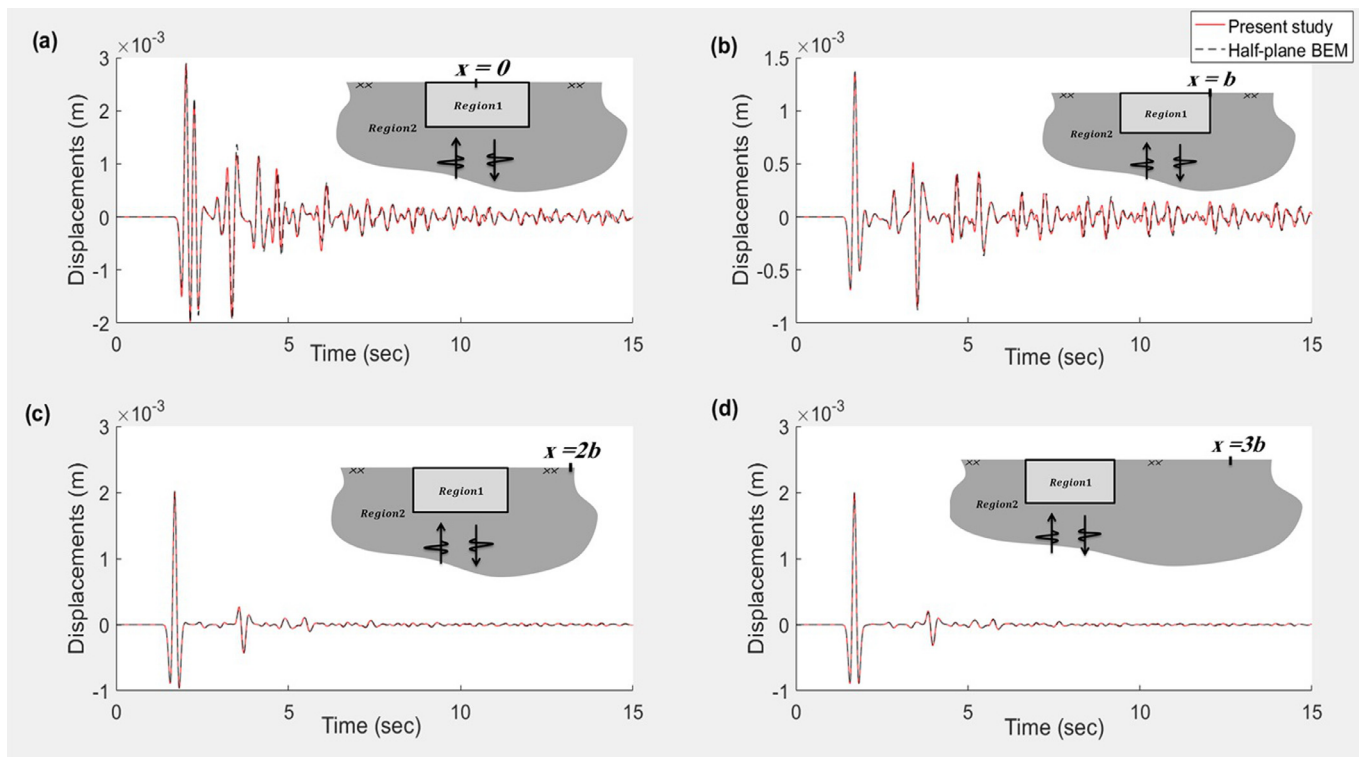 Present study
Half-plane BEM
(a)
×10⁻³
x = 0
Region1
Region2
3
2
1
0
-1
-2
Displacements (m)
0 5 10 15
Time (sec)
(b)
×10⁻³
x = b
Region1
Region2
1.5
1
0.5
0
-0.5
-1
Displacements (m)
0 5 10 15
Time (sec)
(c)
×10⁻³
x =2b
Region1
Region2
3
2
1
0
-1
Displacements (m)
0 5 10 15
Time (sec)
(d)
×10⁻³
x =3b
Region1
Region2
3
2
1
0
-1
Displacements (m)
0 5 10 15
Time (sec)